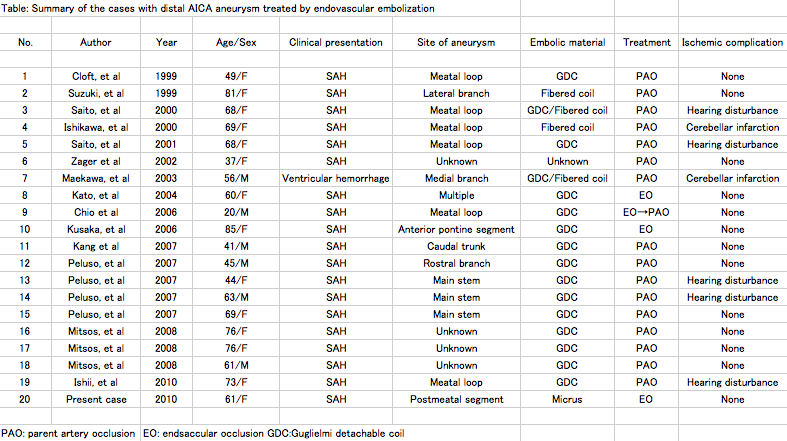 Table: Summary of the cases with distal AICA aneurysm treated by endovascular embolization
No. Author Year Age/Sex Clinical presentation Site of aneurysm Embolic material Treatment Ischemic complication
1 Cloft, et al 1999 49/F SAH Meatal loop GDC PAO None
2 Suzuki, et al 1999 81/F SAH Lateral branch Fibered coil PAO None
3 Saito, et al 2000 68/F SAH Meatal loop GDC/Fibered coil PAO Hearing disturbance
4 Ishikawa, et al 2000 69/F SAH Meatal loop Fibered coil PAO Cerebellar infarction
5 Saito, et al 2001 68/F SAH Meatal loop GDC PAO Hearing disturbance
6 Zager et al 2002 37/F SAH Unknown Unknown PAO None
7 Maekawa, et al 2003 56/M Ventricular hemorrhage Medial branch GDC/Fibered coil PAO Cerebellar infarction
8 Kato, et al 2004 60/F SAH Multiple GDC EO None
9 Chio et al 2006 20/M SAH Meatal loop GDC EO→PAO None
10 Kusaka, et al 2006 85/F SAH Anterior pontine segment GDC EO None
11 Kang et al 2007 41/M SAH Caudal trunk GDC PAO None
12 Peluso, et al 2007 45/M SAH Rostral branch GDC PAO None
13 Peluso, et al 2007 44/F SAH Main stem GDC PAO Hearing disturbance
14 Peluso, et al 2007 63/M SAH Main stem GDC PAO Hearing disturbance
15 Peluso, et al 2007 69/F SAH Main stem GDC PAO None
16 Mitsos, et al 2008 76/F SAH Unknown GDC PAO None
17 Mitsos, et al 2008 76/F SAH Unknown GDC PAO None
18 Mitsos, et al 2008 61/M SAH Unknown GDC PAO None
19 Ishii, et al 2010 73/F SAH Meatal loop GDC PAO Hearing disturbance
20 Present case 2010 61/F SAH Postmeatal segment Micrus EO None
PAO: parent artery occlusion EO: endsaccular occlusion GDC:Guglielmi detachable coil